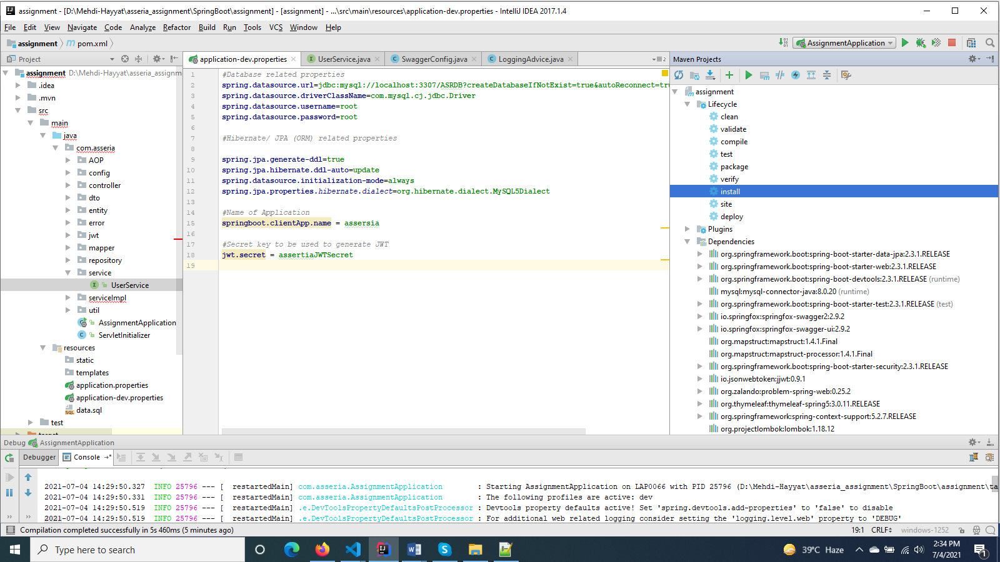 assignment - [D:\Mehdi-Hayyat\asseria_assignment\SpringBoot\assignment] - [assignment] - ...\src\main\resources\application-dev.properties - IntelliJ IDEA 2017.1.4
File Edit View Navigate Code Analyze Refactor Build Run Tools VCS Window Help
assignment pom.xml AssignmentApplication
Project
application-dev.properties UserService.java SwaggerConfig.java LoggingAdvice.java
Maven Projects
assignment D:\Mehdi-Hayyat\asseria_assignm
.idea
.mvn
src
main
java
com.asseria
AOP
config
controller
dto
entity
error
jwt
mapper
repository
service
UserService
serviceImpl
util
AssignmentApplication
ServletInitializer
resources
static
templates
application.properties
application-dev.properties
data.sql
test
target
1 #Database related properties
2 spring.datasource.url=jdbc:mysql://localhost:3307/ASRDB?createDatabaseIfNotExist=true&autoReconnect=tru
3 spring.datasource.driverClassName=com.mysql.cj.jdbc.Driver
4 spring.datasource.username=root
5 spring.datasource.password=root
6
7 #Hibernate/ JPA (ORM) related properties
8
9 spring.jpa.generate-ddl=true
10 spring.jpa.hibernate.ddl-auto=update
11 spring.datasource.initialization-mode=always
12 spring.jpa.properties.hibernate.dialect=org.hibernate.dialect.MySQL5Dialect
13
14 #Name of Application
15 springboot.clientApp.name = assersia
16
17 #Secret key to be used to generate JWT
18 jwt.secret = assertiaJWTSecret
19
assignment
Lifecycle
clean
validate
compile
test
package
verify
install
site
deploy
Plugins
Dependencies
org.springframework.boot:spring-boot-starter-data-jpa:2.3.1.RELEASE
org.springframework.boot:spring-boot-starter-web:2.3.1.RELEASE
org.springframework.boot:spring-boot-devtools:2.3.1.RELEASE (runtime)
mysql:mysql-connector-java:8.0.20 (runtime)
org.springframework.boot:spring-boot-starter-test:2.3.1.RELEASE (test)
io.springfox:springfox-swagger2:2.9.2
io.springfox:springfox-swagger-ui:2.9.2
org.mapstruct:mapstruct:1.4.1.Final
org.mapstruct:mapstruct-processor:1.4.1.Final
org.springframework.boot:spring-boot-starter-security:2.3.1.RELEASE
io.jsonwebtoken:jjwt:0.9.1
org.zalando:problem-spring-web:0.25.2
org.thymeleaf:thymeleaf-spring5:3.0.11.RELEASE
org.springframework:spring-context-support:5.2.7.RELEASE
org.projectlombok:lombok:1.18.12
Debug AssignmentApplication
Debugger Console
2021-07-04 14:29:50.327 INFO 25796 --- [ restartedMain] com.asseria.AssignmentApplication : Starting AssignmentApplication on LAP0066 with PID 25796 (D:\Mehdi-Hayyat\asseria_assignment\SpringBoot\assignment\ta
2021-07-04 14:29:50.331 INFO 25796 --- [ restartedMain] com.asseria.AssignmentApplication : The following profiles are active: dev
2021-07-04 14:29:50.519 INFO 25796 --- [ restartedMain] .e.DevToolsPropertyDefaultsPostProcessor : Devtools property defaults active! Set 'spring.devtools.add-properties' to 'false' to disable
2021-07-04 14:29:50.519 INFO 25796 --- [ restartedMain] .e.DevToolsPropertyDefaultsPostProcessor : For additional web related logging consider setting the 'logging.level.web' property to 'DEBUG'
Compilation completed successfully in 5s 460ms (5 minutes ago) 19:1 CRLF windows-1252
Type here to search
39°C Haze
2:34 PM
7/4/2021
1